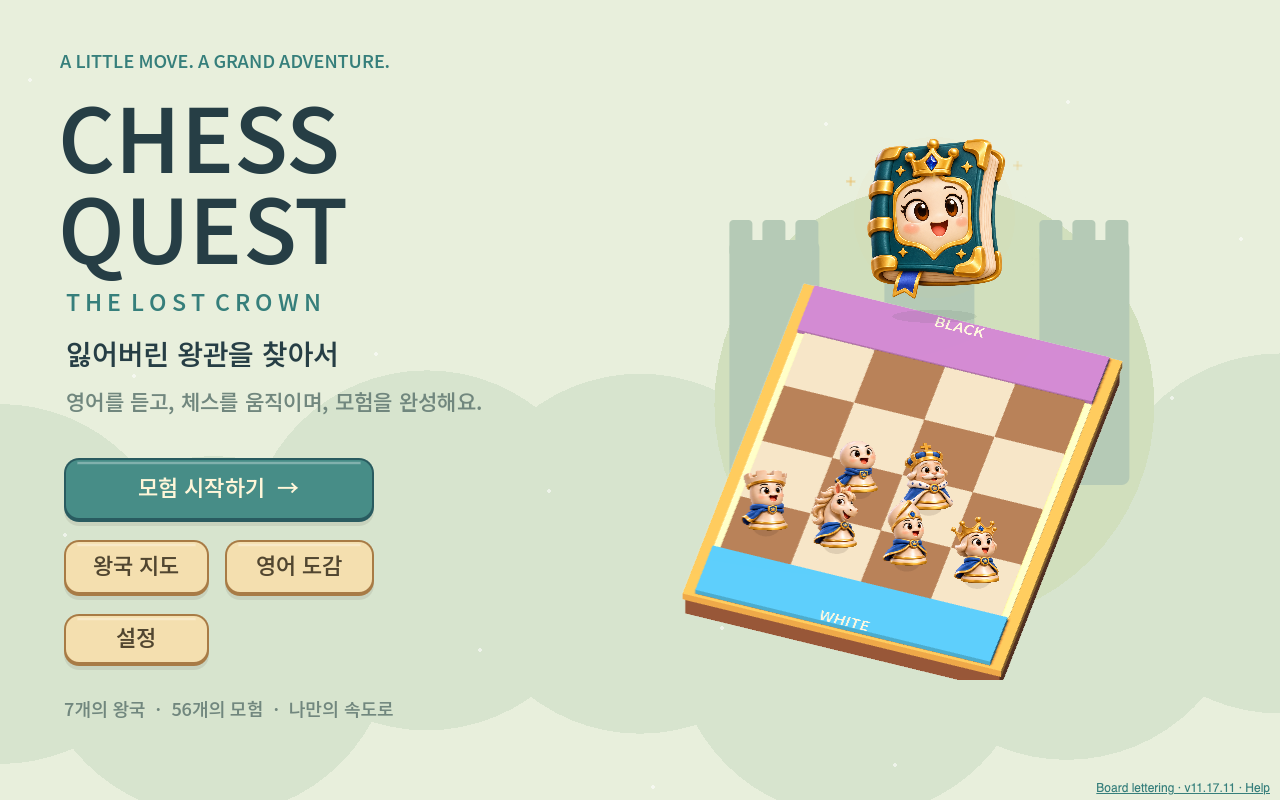 A LITTLE MOVE. A GRAND ADVENTURE.
CHESS
QUEST
THE LOST CROWN
잃어버린 왕관을 찾아서
영어를 듣고, 체스를 움직이며, 모험을 완성해요.
모험 시작하기 →
왕국 지도
영어 도감
설정
7개의 왕국 · 56개의 모험 · 나만의 속도로
BLACK
WHITE
Board lettering · v11.17.11 · Help